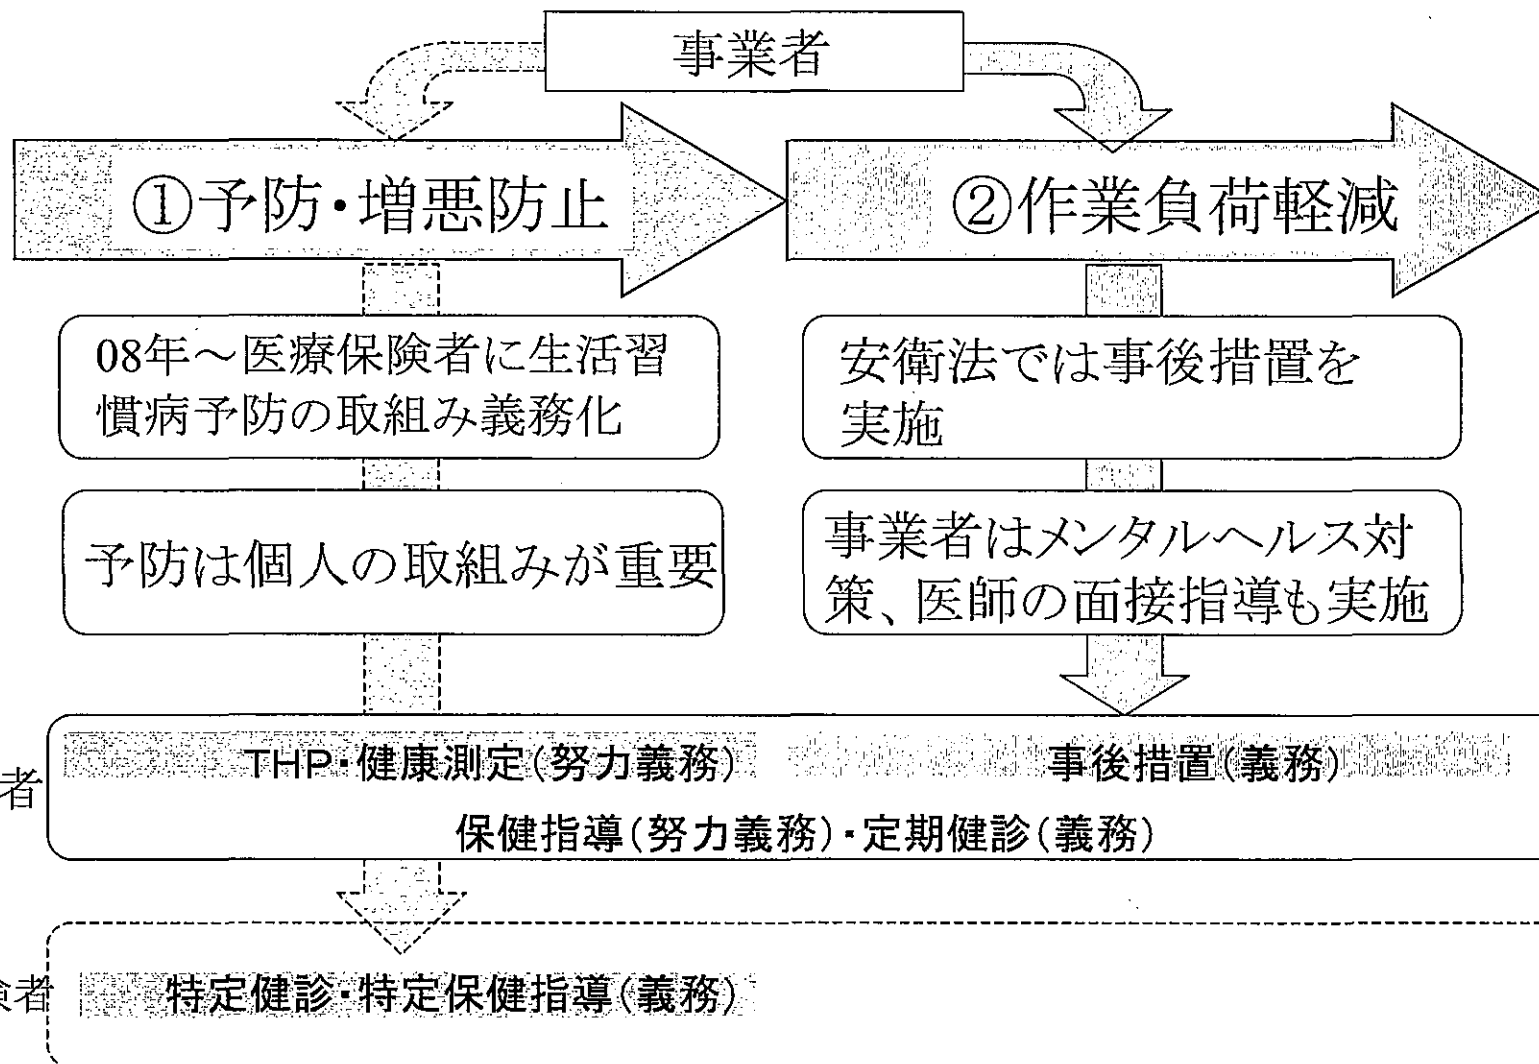 事業者
①予防・増悪防止
②作業負荷軽減
08年～医療保険者に生活習
慣病予防の取組み義務化
安衛法では事後措置を
実施
予防は個人の取組みが重要
事業者はメンタルヘルス対
策、医師の面接指導も実施
者
THP・健康測定(努力義務)
事後措置(義務)
保健指導(努力義務)・定期健診(義務)
険者
特定健診・特定保健指導(義務)